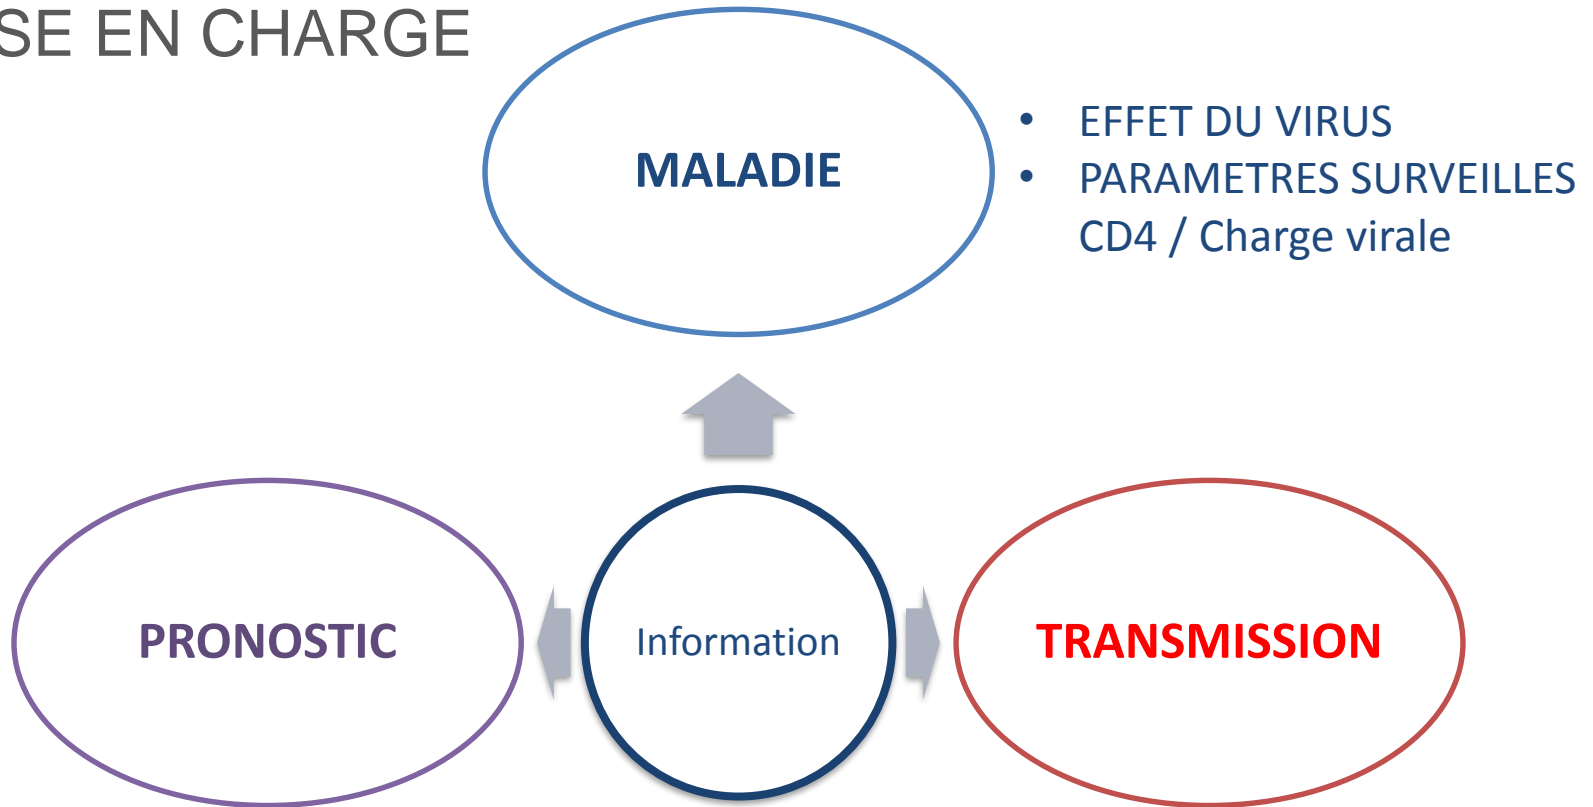 SE EN CHARGE
MALADIE
• EFFET DU VIRUS
• PARAMETRES SURVEILLES
CD4 / Charge virale
PRONOSTIC
Information
TRANSMISSION